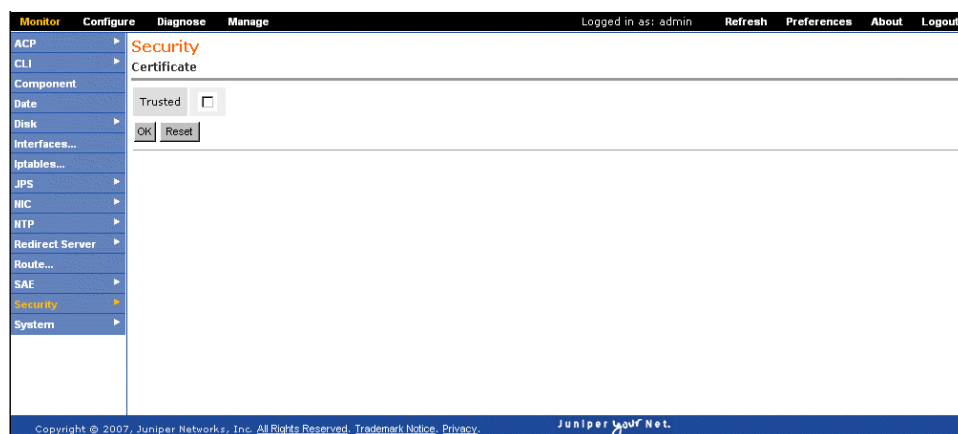 Monitor Configure Diagnose Manage Logged in as: admin Refresh Preferences About Logout
ACP
CLI
Component
Date
Disk
Interfaces...
Iptables...
JPS
NIC
NTP
Redirect Server
Route...
SAE
Security
System
Security
Certificate
Trusted
OK Reset
Copyright © 2007, Juniper Networks, Inc. All Rights Reserved. Trademark Notice. Privacy.
Juniper your Net.